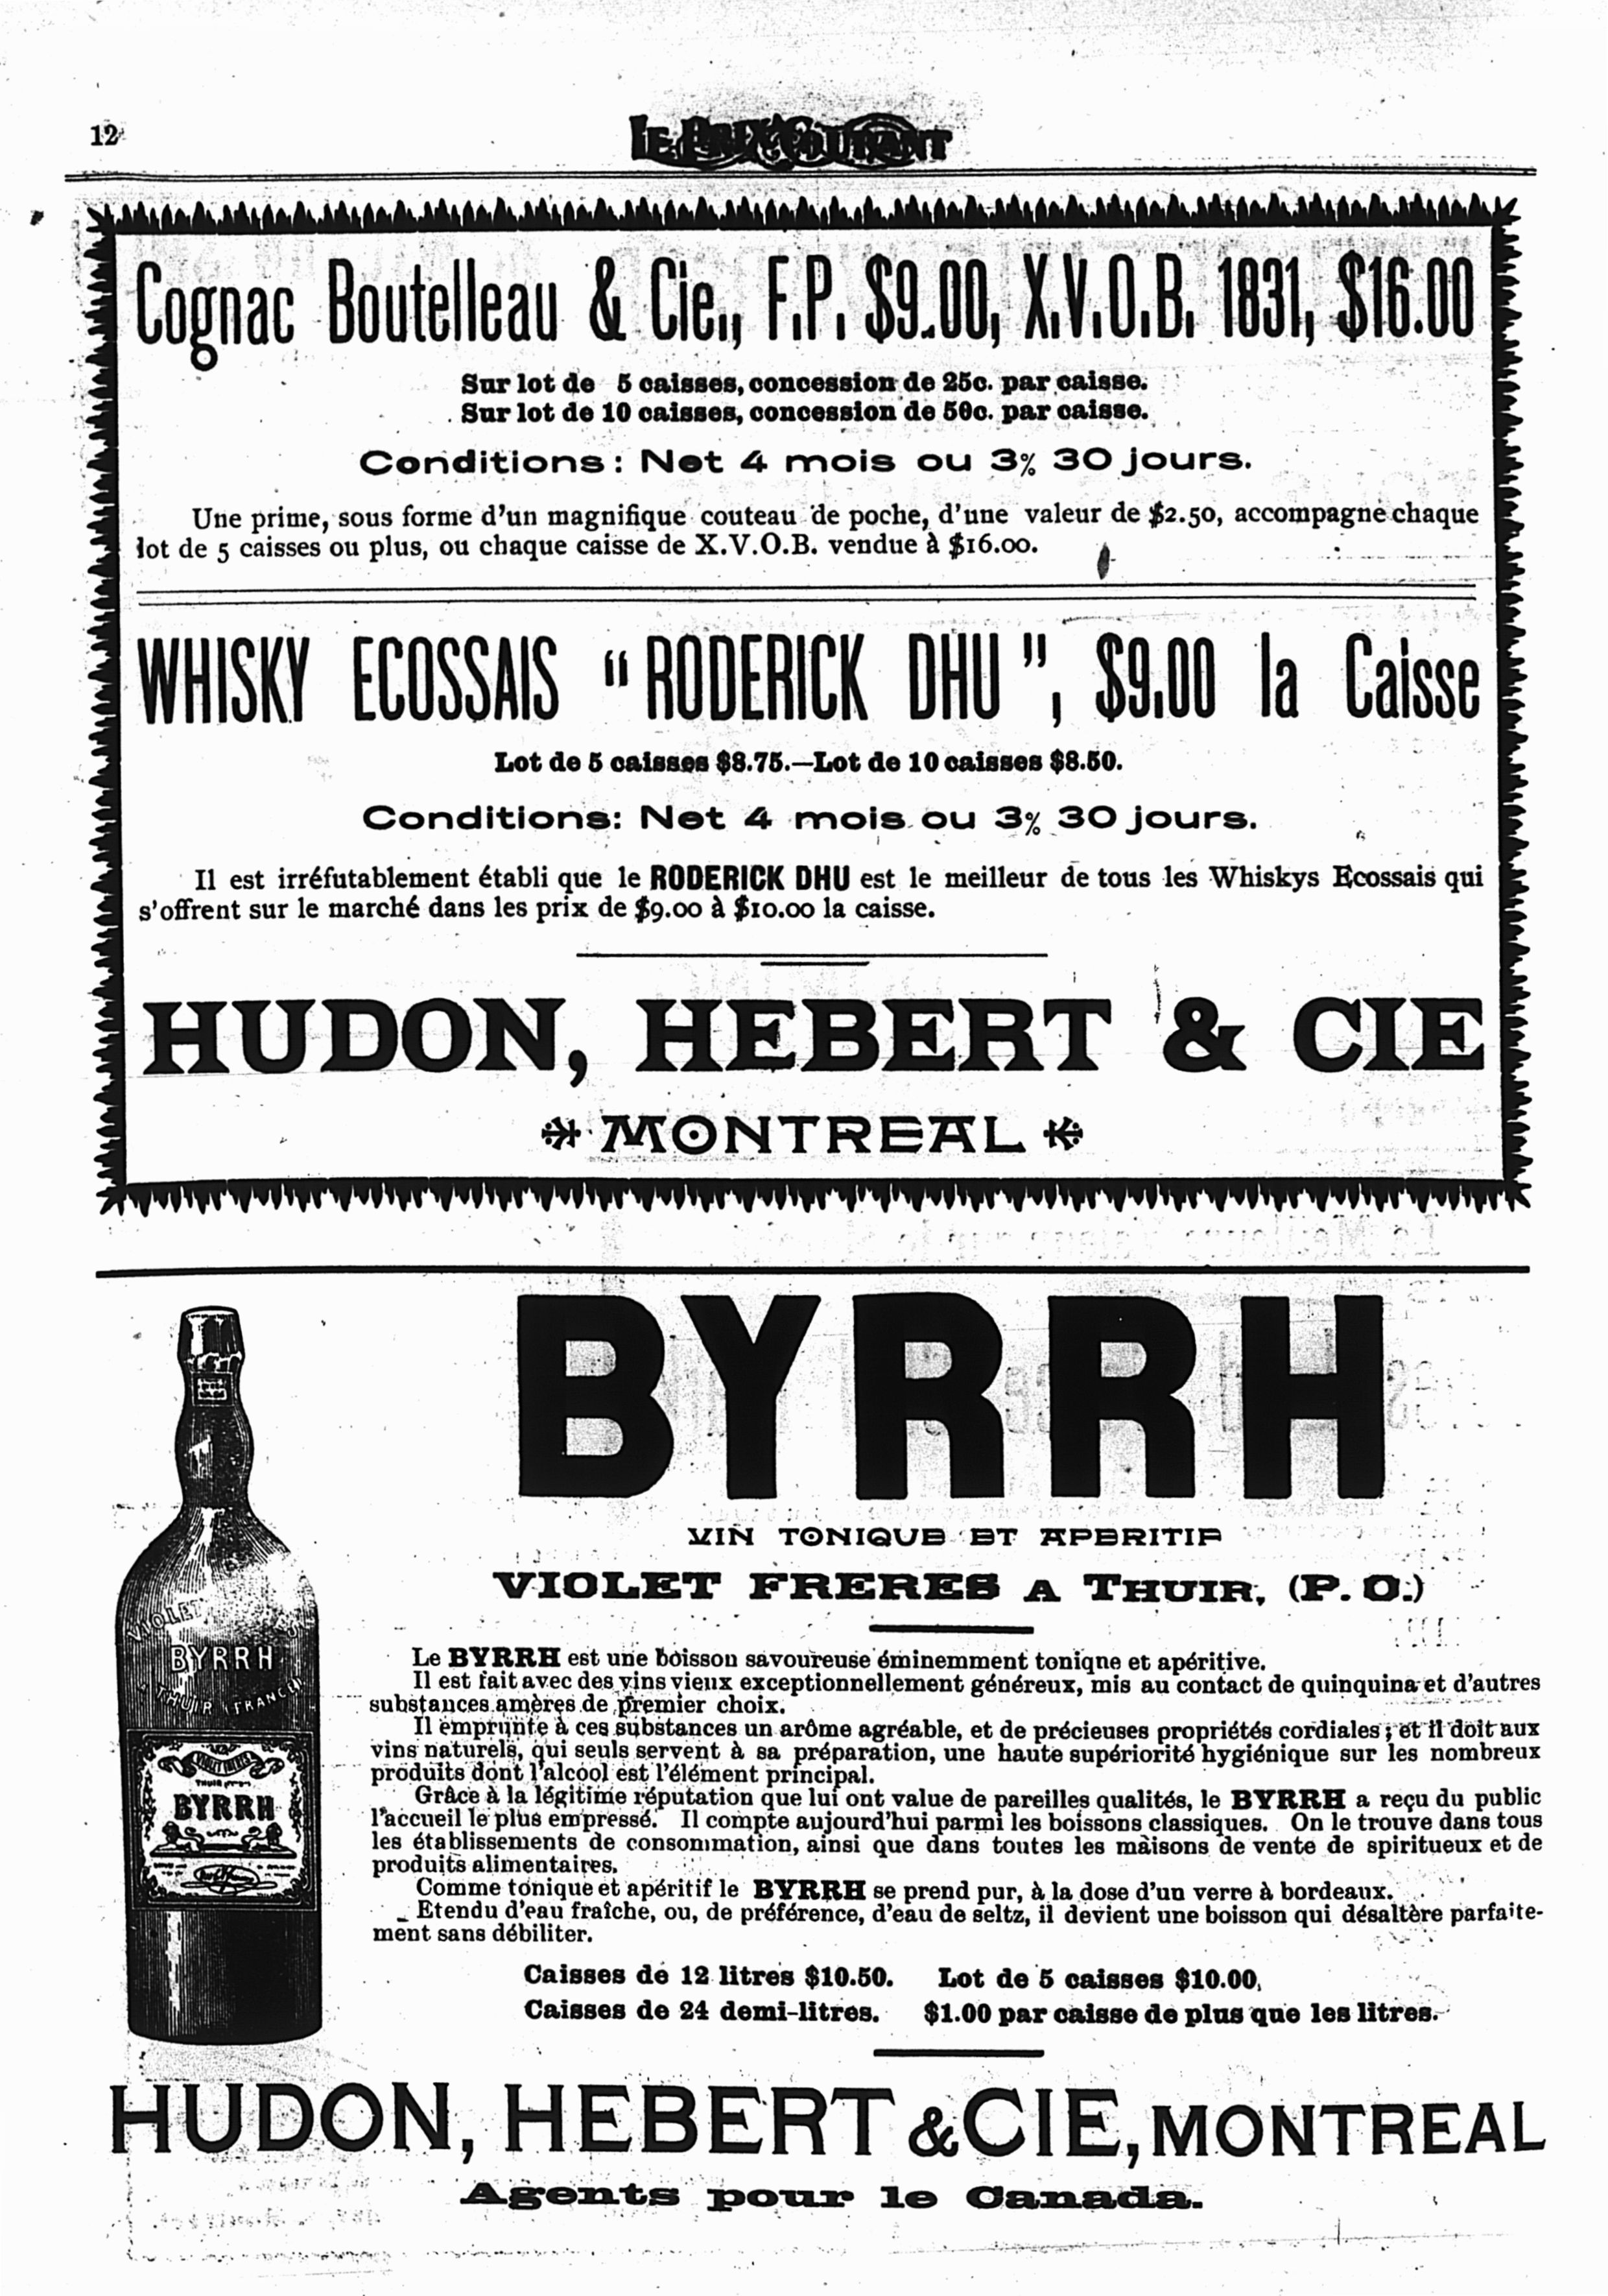 12
LE PRIX COURANT
Cognac Boutelleau & Cie., F.P. $9.00, X.V.O.B. 1831, $16.00
Sur lot de 5 caisses, concession de 25c. par caisse.
Sur lot de 10 caisses, concession de 50c. par caisse.
Conditions: Net 4 mois ou 3% 30 jours.
Une prime, sous forme d'un magnifique couteau de poche, d'une valeur de $2.50, accompagne chaque
lot de 5 caisses ou plus, ou chaque caisse de X.V.O.B. vendue à $16.00.
WHISKY ECOSSAIS "RODERICK DHU", $9.00 la Caisse
Lot de 5 caisses $8.75.—Lot de 10 caisses $8.50.
Conditions: Net 4 mois ou 3% 30 jours.
Il est irréfutablement établi que le RODERICK DHU est le meilleur de tous les Whiskys Ecossais qui
s'offrent sur le marché dans les prix de $9.00 à $10.00 la caisse.
HUDON, HEBERT & CIE
MONTREAL
BYRRH
VIN TONIQUE ET APERITIF
VIOLET FRERES A THUIR, (P. O.)
Le BYRRH est une boisson savoureuse éminemment tonique et apéritive.
Il est fait avec des vins vieux exceptionnellement généreux, mis au contact de quinquina et d'autres
substances amères de premier choix.
Il emprunte à ces substances un arôme agréable, et de précieuses propriétés cordiales; et il doit aux
vins naturels, qui seuls servent à sa préparation, une haute supériorité hygiénique sur les nombreux
produits dont l'alcool est l'élément principal.
Grâce à la légitime réputation que lui ont value de pareilles qualités, le BYRRH a reçu du public
l'accueil le plus empressé. Il compte aujourd'hui parmi les boissons classiques. On le trouve dans tous
les établissements de consommation, ainsi que dans toutes les maisons de vente de spiritueux et de
produits alimentaires.
Comme tonique et apéritif le BYRRH se prend pur, à la dose d'un verre à bordeaux.
Etendu d'eau fraîche, ou, de préférence, d'eau de seltz, il devient une boisson qui désaltère parfaite-
ment sans débiliter.
Caisses de 12 litres $10.50. Lot de 5 caisses $10.00,
Caisses de 24 demi-litres. $1.00 par caisse de plus que les litres.
VIOLET
BYRRH
A THUIR (FRANCE)
VIOLET FRÈRES
THUIR
BYRRH
HUDON, HEBERT & CIE, MONTREAL
Agents pour le Canada.